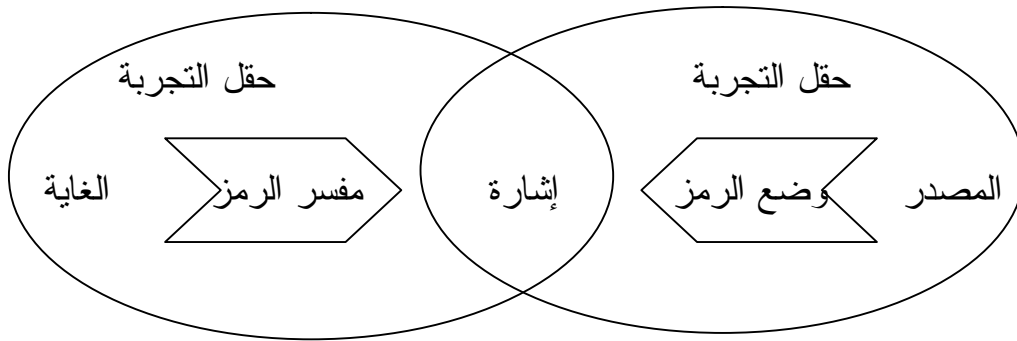 حقل التجربة
حقل التجربة
المصدر
وضع الرمز
إشارة
مفسر الرمز
الغاية